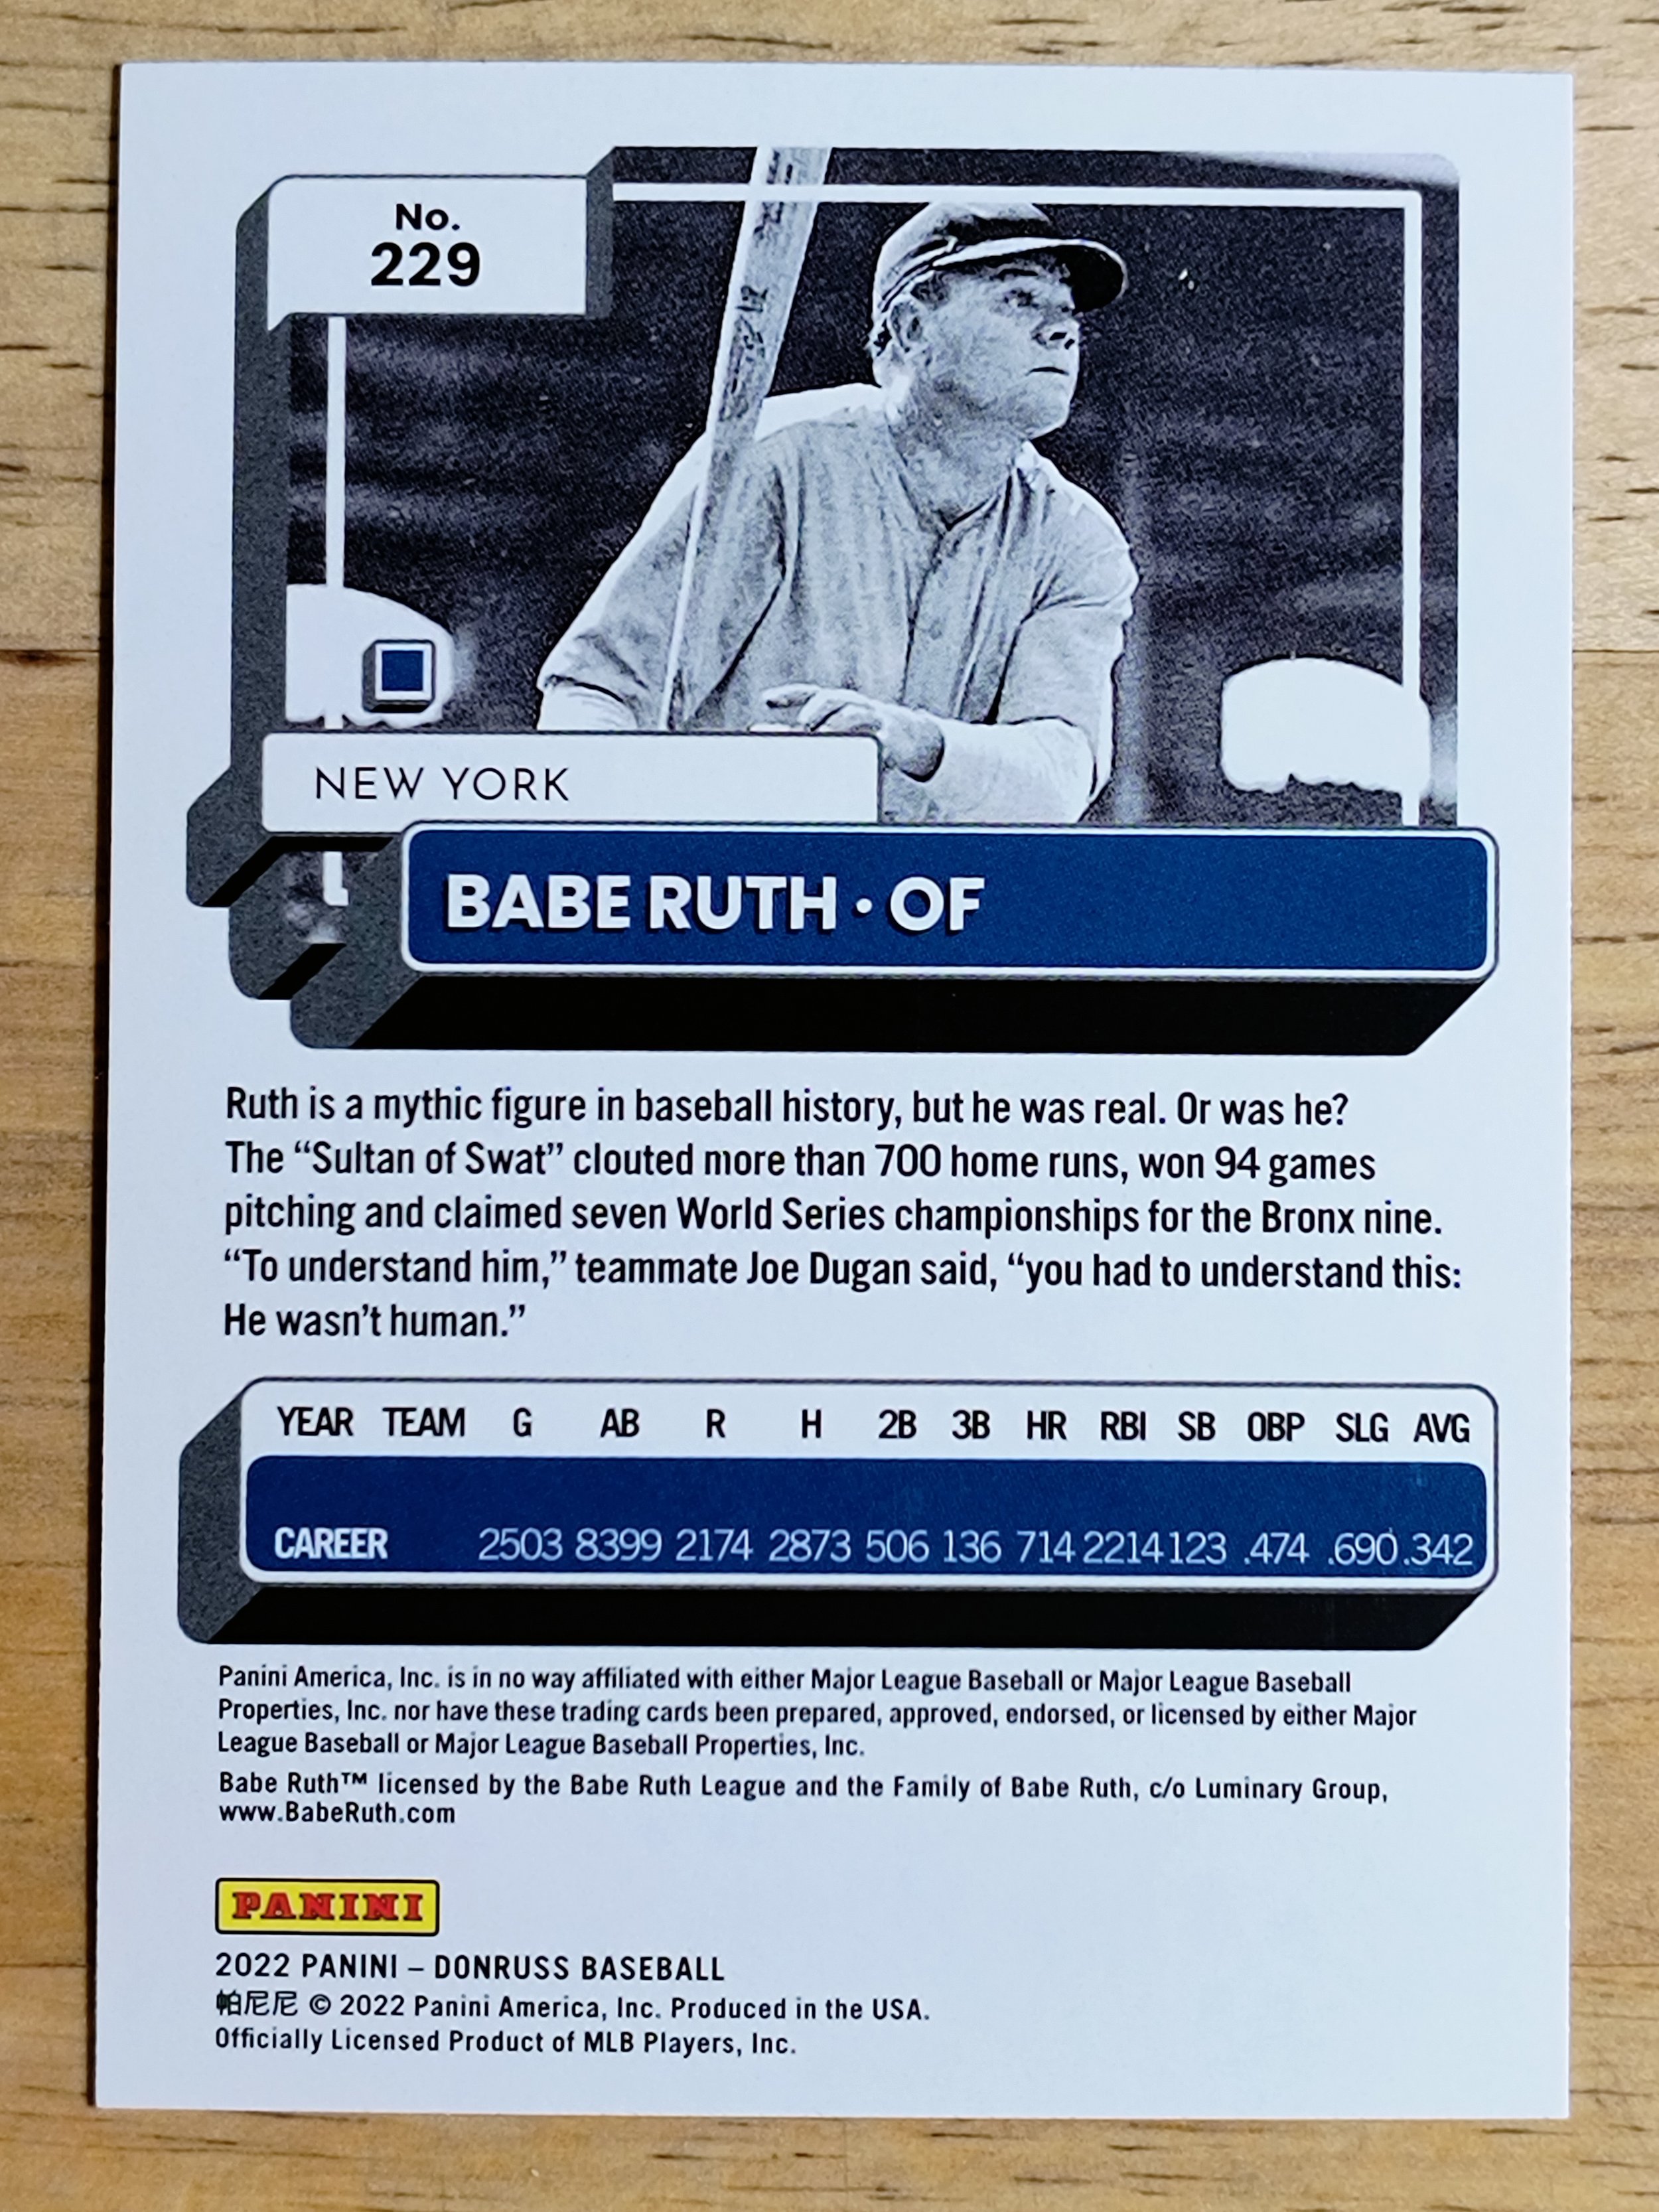 No.
229
NEW YORK
BABE RUTH • OF
Ruth is a mythic figure in baseball history, but he was real. Or was he?
The “Sultan of Swat” clouted more than 700 home runs, won 94 games
pitching and claimed seven World Series championships for the Bronx nine.
“To understand him,” teammate Joe Dugan said, “you had to understand this:
He wasn’t human.”
YEAR TEAM G AB R H 2B 3B HR RBI SB OBP SLG AVG
CAREER 2503 8399 2174 2873 506 136 714 2214 123 .474 .690 .342
Panini America, Inc. is in no way affiliated with either Major League Baseball or Major League Baseball
Properties, Inc. nor have these trading cards been prepared, approved, endorsed, or licensed by either Major
League Baseball or Major League Baseball Properties, Inc.
Babe Ruth™ licensed by the Babe Ruth League and the Family of Babe Ruth, c/o Luminary Group,
www.BabeRuth.com
PANINI
2022 PANINI – DONRUSS BASEBALL
帕尼尼 © 2022 Panini America, Inc. Produced in the USA.
Officially Licensed Product of MLB Players, Inc.